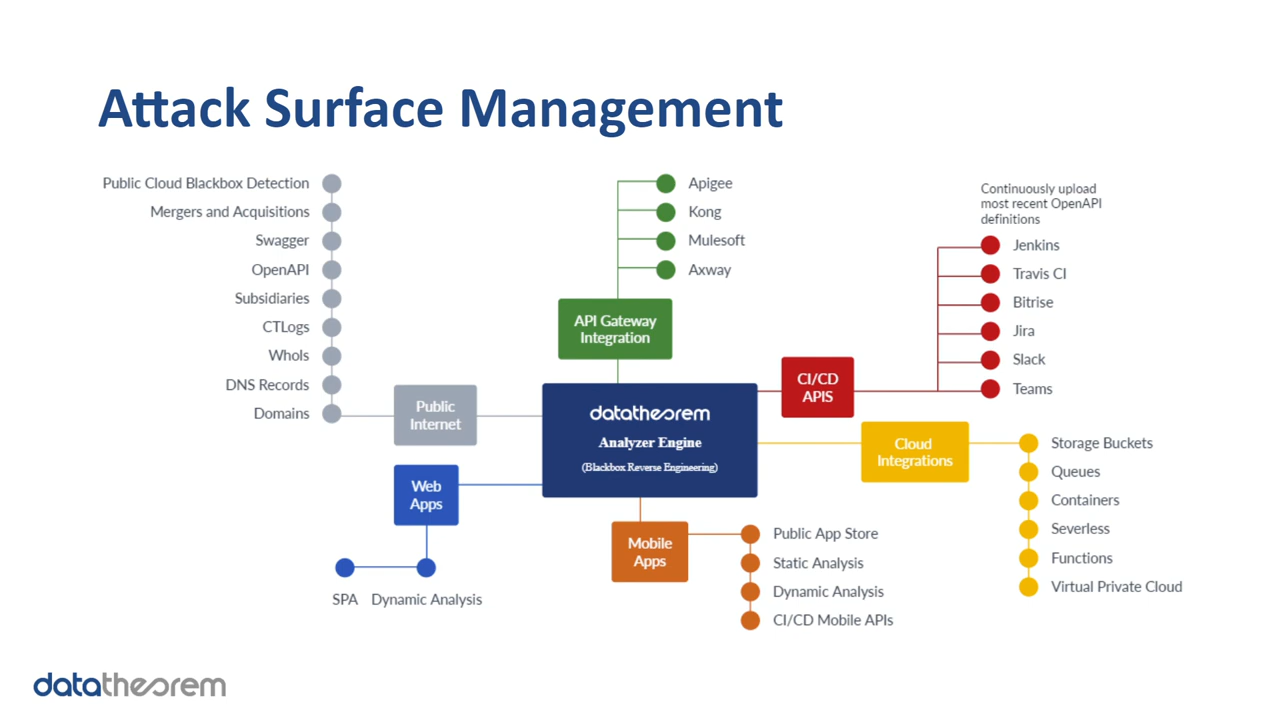 Attack Surface Management
Public Cloud Blackbox Detection
Mergers and Acquisitions
Swagger
OpenAPI
Subsidiaries
CTLogs
WhoIs
DNS Records
Domains
Public
Internet
Apigee
Kong
Mulesoft
Axway
API Gateway
Integration
Continuously upload
most recent OpenAPI
definitions
Jenkins
Travis CI
Bitrise
Jira
Slack
Teams
CI/CD
APIS
datatheorem
Analyzer Engine
(Blackbox Reverse Engineering)
Cloud
Integrations
Storage Buckets
Queues
Containers
Severless
Functions
Virtual Private Cloud
Web
Apps
SPA
Dynamic Analysis
Mobile
Apps
Public App Store
Static Analysis
Dynamic Analysis
CI/CD Mobile APIs
datatheorem